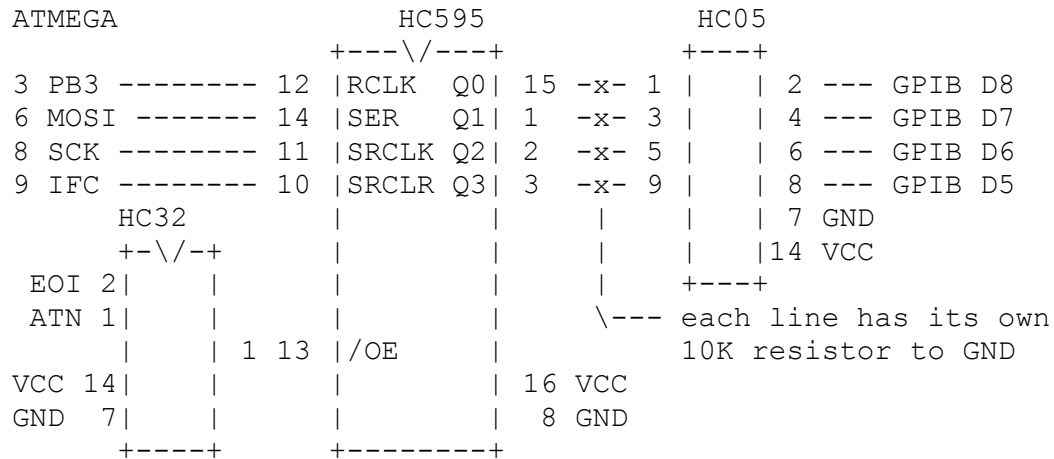 ATMEGA HC595 HC05
+---\/---+ +---+
3 PB3 -------- 12 |RCLK Q0| 15 -x- 1 | | 2 --- GPIB D8
6 MOSI ------- 14 |SER Q1| 1 -x- 3 | | 4 --- GPIB D7
8 SCK -------- 11 |SRCLK Q2| 2 -x- 5 | | 6 --- GPIB D6
9 IFC -------- 10 |SRCLR Q3| 3 -x- 9 | | 8 --- GPIB D5
HC32 | | | | | 7 GND
+-\/-+ | | | | |14 VCC
EOI 2| | | | | +---+
ATN 1| | | | \--- each line has its own
| | 1 13 |/OE | 10K resistor to GND
VCC 14| | | | 16 VCC
GND 7| | | | 8 GND
+----+ +--------+